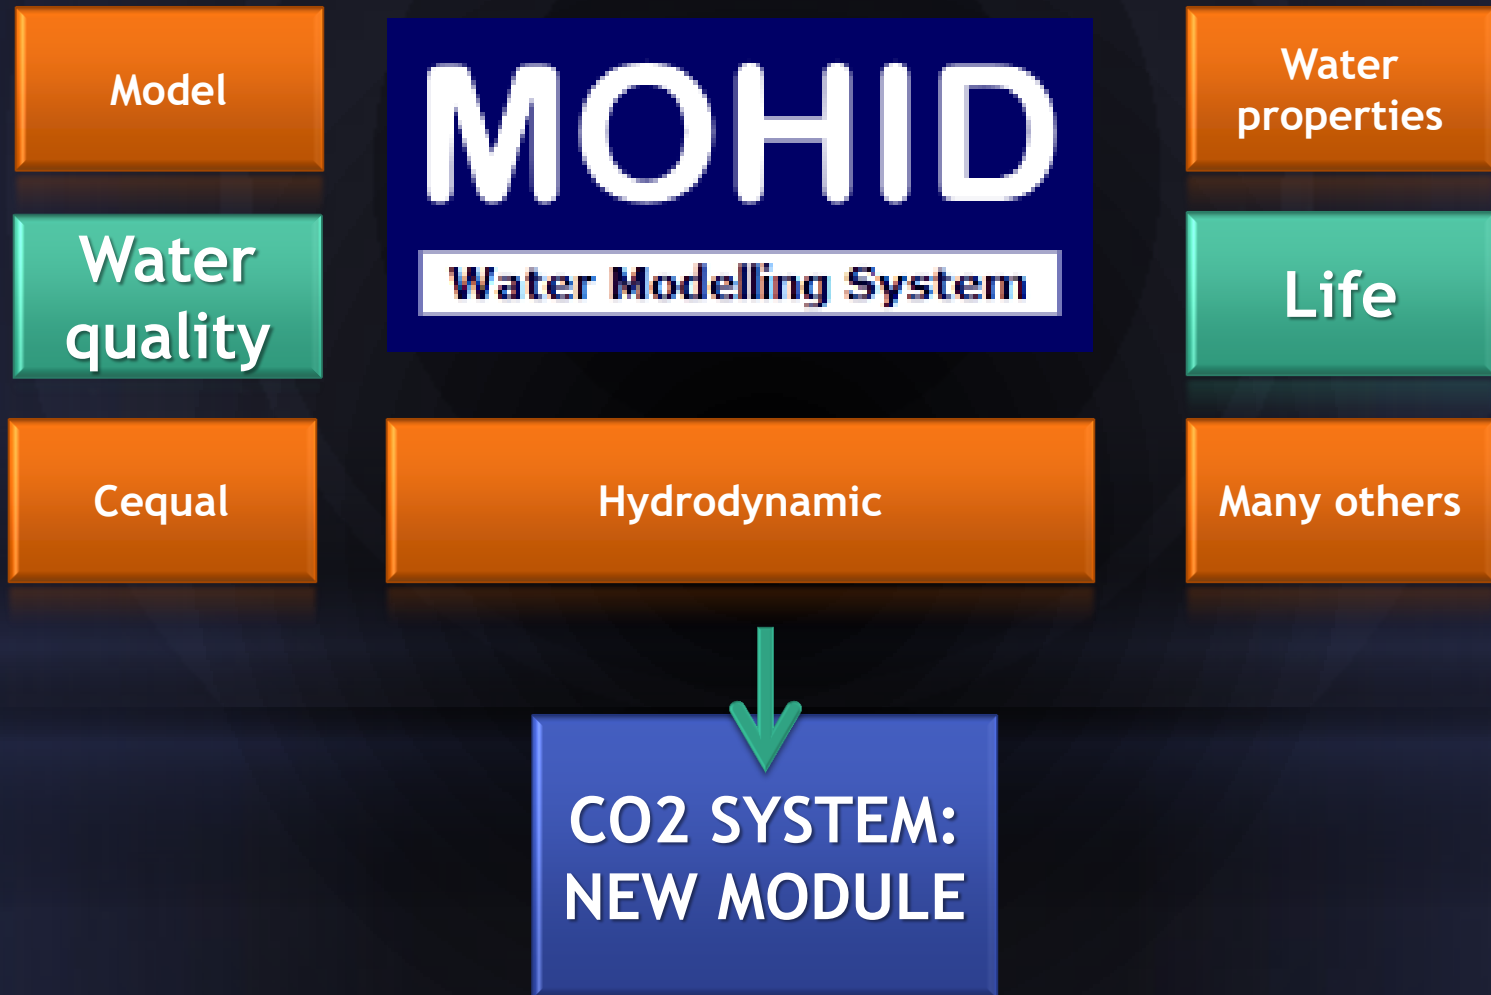 Model
MOHID
Water Modelling System
Water
properties
Water
quality
Life
Cequal
Hydrodynamic
Many others
CO2 SYSTEM:
NEW MODULE